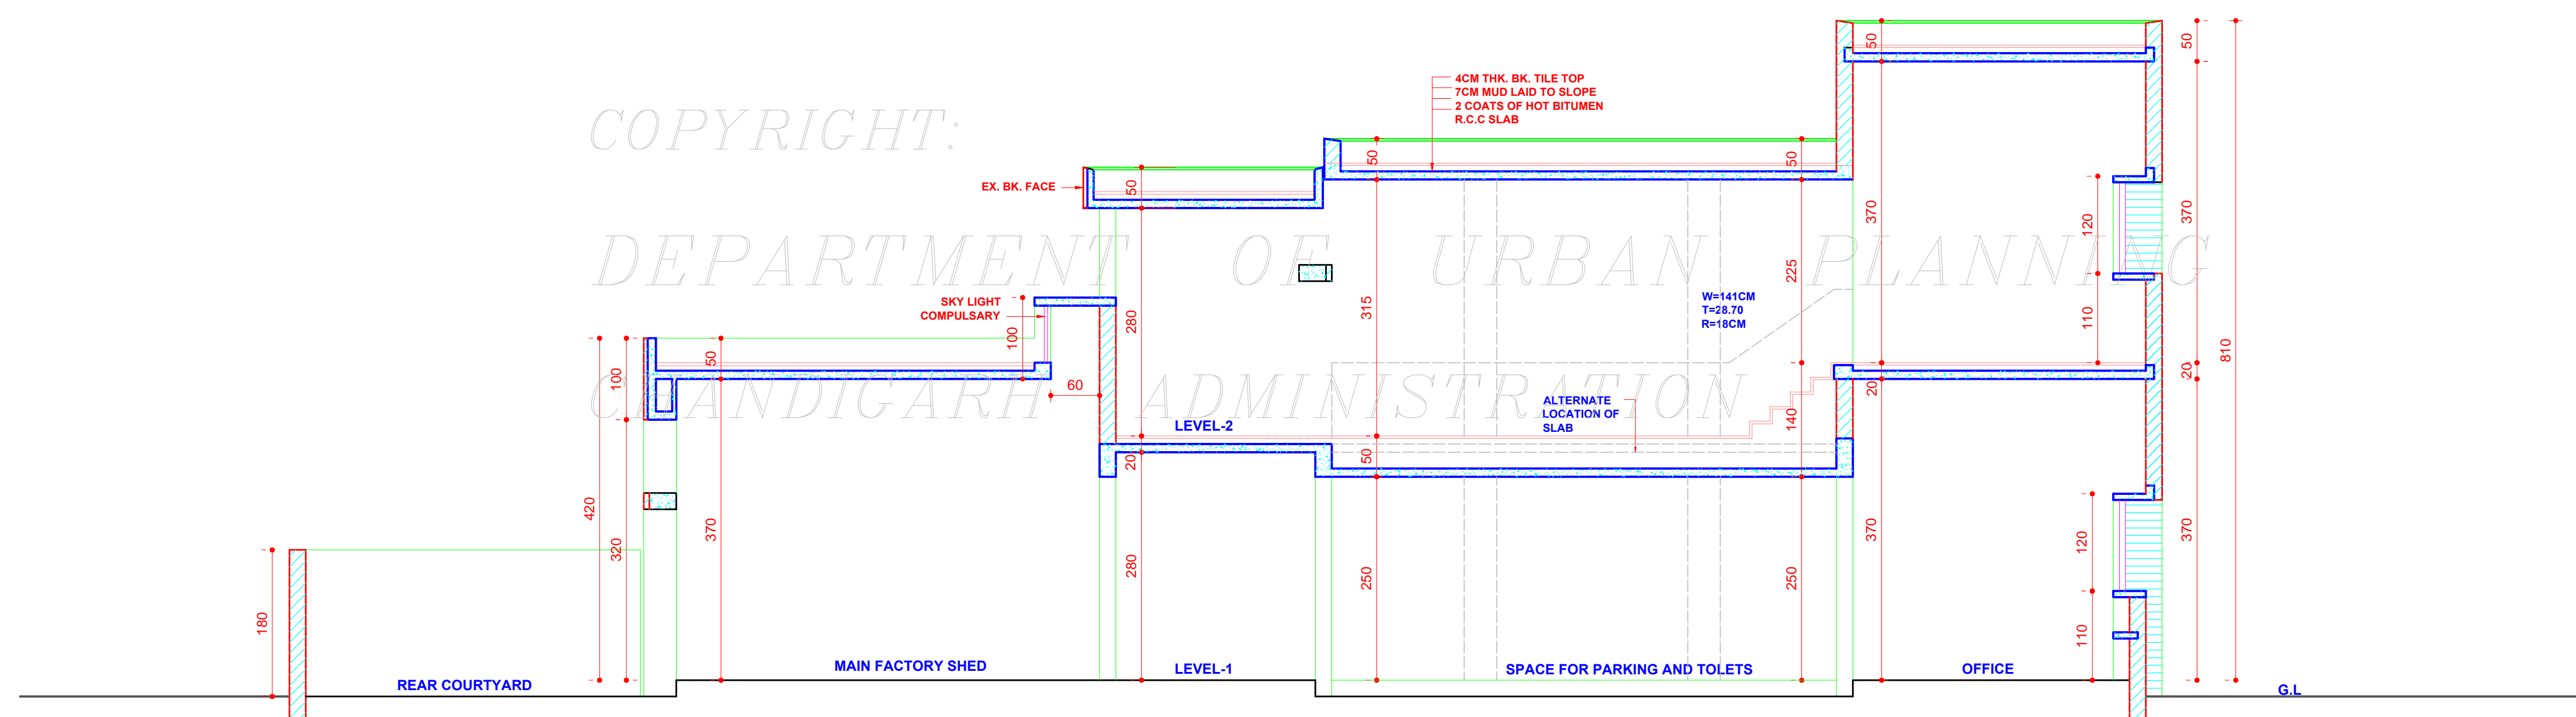 COPYRIGHT:
DEPARTMENT OF URBAN PLANNING
CHANDIGARH ADMINISTRATION
4CM THK. BK. TILE TOP
7CM MUD LAID TO SLOPE
2 COATS OF HOT BITUMEN
R.C.C SLAB
EX. BK. FACE
SKY LIGHT
COMPULSARY
W=141CM
T=28.70
R=18CM
ALTERNATE
LOCATION OF
SLAB
LEVEL-2
REAR COURTYARD
MAIN FACTORY SHED
LEVEL-1
SPACE FOR PARKING AND TOLETS
OFFICE
G.L
180
420
100
320
50
370
100
60
50
280
20
280
50
315
50
250
50
225
140
250
50
370
20
370
120
110
120
110
50
370
20
370
810